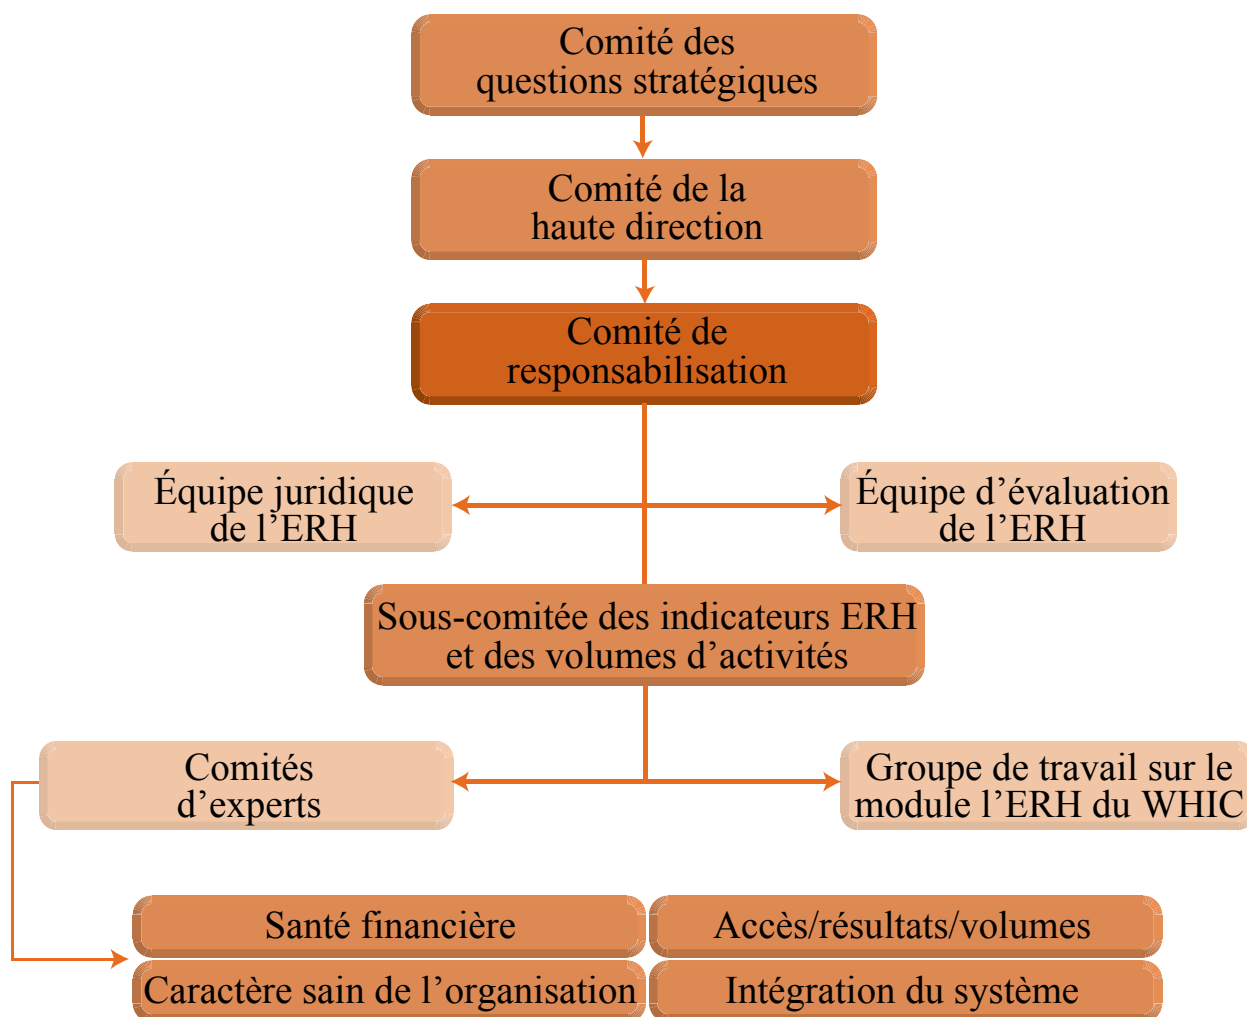 Comité des
questions stratégiques
Comité de la
haute direction
Comité de
responsabilisation
Équipe juridique
de l’ERH
Équipe d’évaluation
de l’ERH
Sous-comitée des indicateurs ERH
et des volumes d’activités
Comités
d’experts
Groupe de travail sur le
module l’ERH du WHIC
Santé financière
Accès/résultats/volumes
Caractère sain de l’organisation
Intégration du système